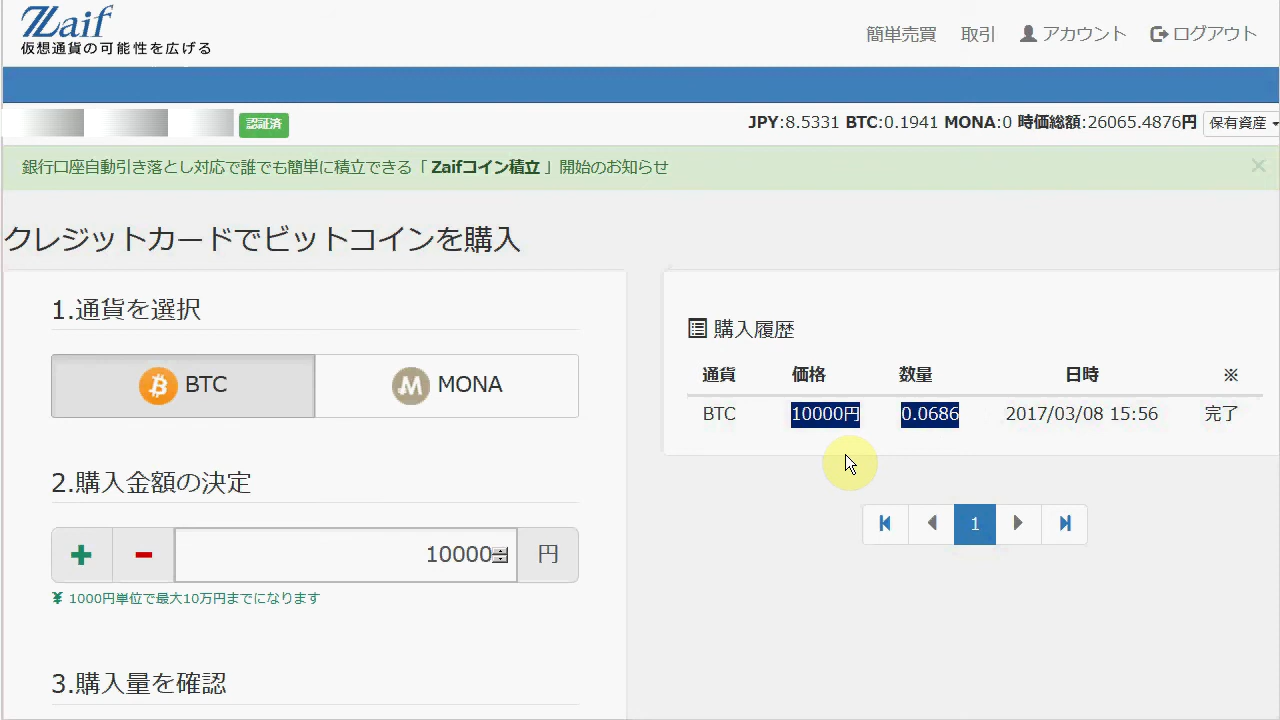 Zaif
仮想通貨の可能性を広げる
簡単売買 取引 アカウント ログアウト
認証済
JPY:8.5331 BTC:0.1941 MONA:0 時価総額:26065.4876円 保有資産
銀行口座自動引き落とし対応で誰でも簡単に積立できる「Zaifコイン積立」開始のお知らせ ×
クレジットカードでビットコインを購入
1.通貨を選択
BTC MONA
2.購入金額の決定
10000 円
¥ 1000円単位で最大10万円までになります
3.購入量を確認
購入履歴
通貨 価格 数量 日時 ※
BTC 10000円 0.0686 2017/03/08 15:56 完了
1